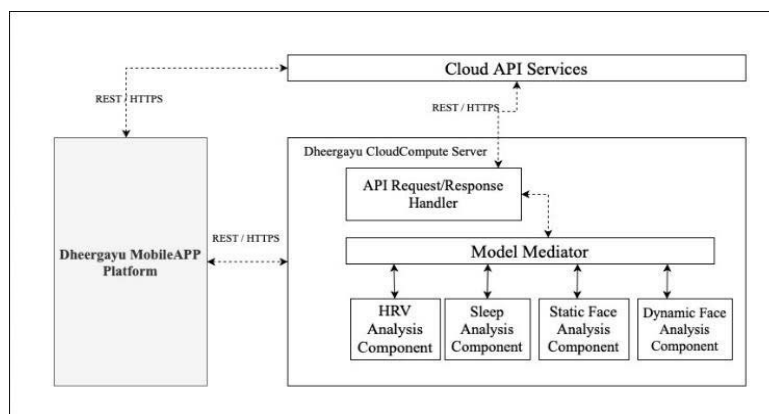 Cloud API Services
REST / HTTPS
REST / HTTPS
Dheergayu CloudCompute Server
API Request/Response
Handler
REST / HTTPS
Dheergayu MobileAPP
Platform
Model Mediator
HRV
Analysis
Component
Sleep
Analysis
Component
Static Face
Analysis
Component
Dynamic Face
Analysis
Component